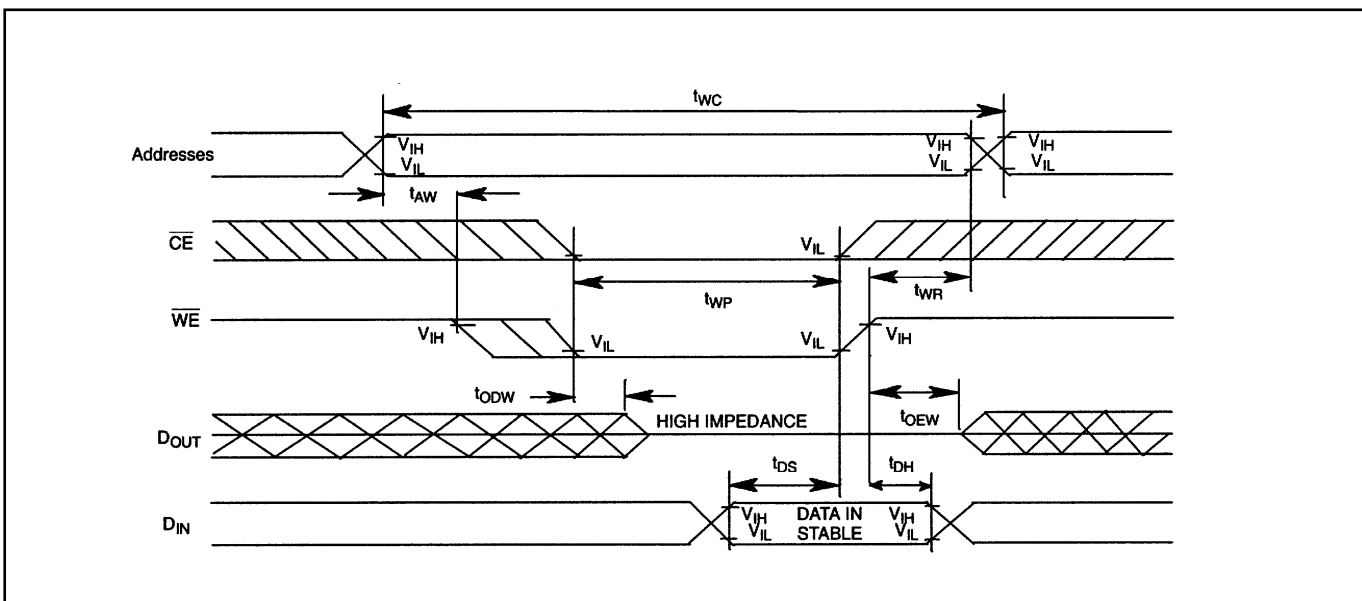 tWC
Addresses
VIH
VIL
VIH
VIL
VIH
VIL
tAW
CE
VIL
tWP
tWR
WE
VIH
VIL
VIL
VIH
tODW
HIGH IMPEDANCE
tOEW
DOUT
tDS
tDH
DIN
VIH
VIL
DATA IN
STABLE
VIH
VIL